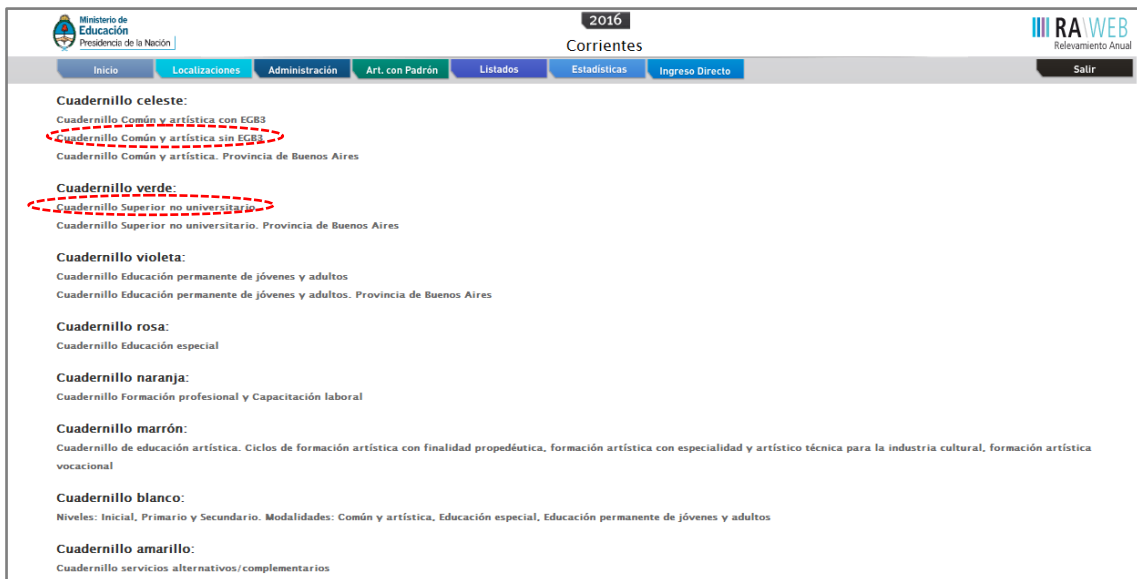 Ministerio de
Educación
Presidencia de la Nación
2016
Corrientes
RA\WEB
Relevamiento Anual
Inicio
Localizaciones
Administración
Art. con Padrón
Listados
Estadísticas
Ingreso Directo
Salir
Cuadernillo celeste:
Cuadernillo Común y artística con EGB3
Cuadernillo Común y artística sin EGB3
Cuadernillo Común y artística. Provincia de Buenos Aires
Cuadernillo verde:
Cuadernillo Superior no universitario
Cuadernillo Superior no universitario. Provincia de Buenos Aires
Cuadernillo violeta:
Cuadernillo Educación permanente de jóvenes y adultos
Cuadernillo Educación permanente de jóvenes y adultos. Provincia de Buenos Aires
Cuadernillo rosa:
Cuadernillo Educación especial
Cuadernillo naranja:
Cuadernillo Formación profesional y Capacitación laboral
Cuadernillo marrón:
Cuadernillo de educación artística. Ciclos de formación artística con finalidad propedéutica, formación artística con especialidad y artístico técnica para la industria cultural, formación artística
vocacional
Cuadernillo blanco:
Niveles: Inicial, Primario y Secundario. Modalidades: Común y artística, Educación especial, Educación permanente de jóvenes y adultos
Cuadernillo amarillo:
Cuadernillo servicios alternativos/complementarios